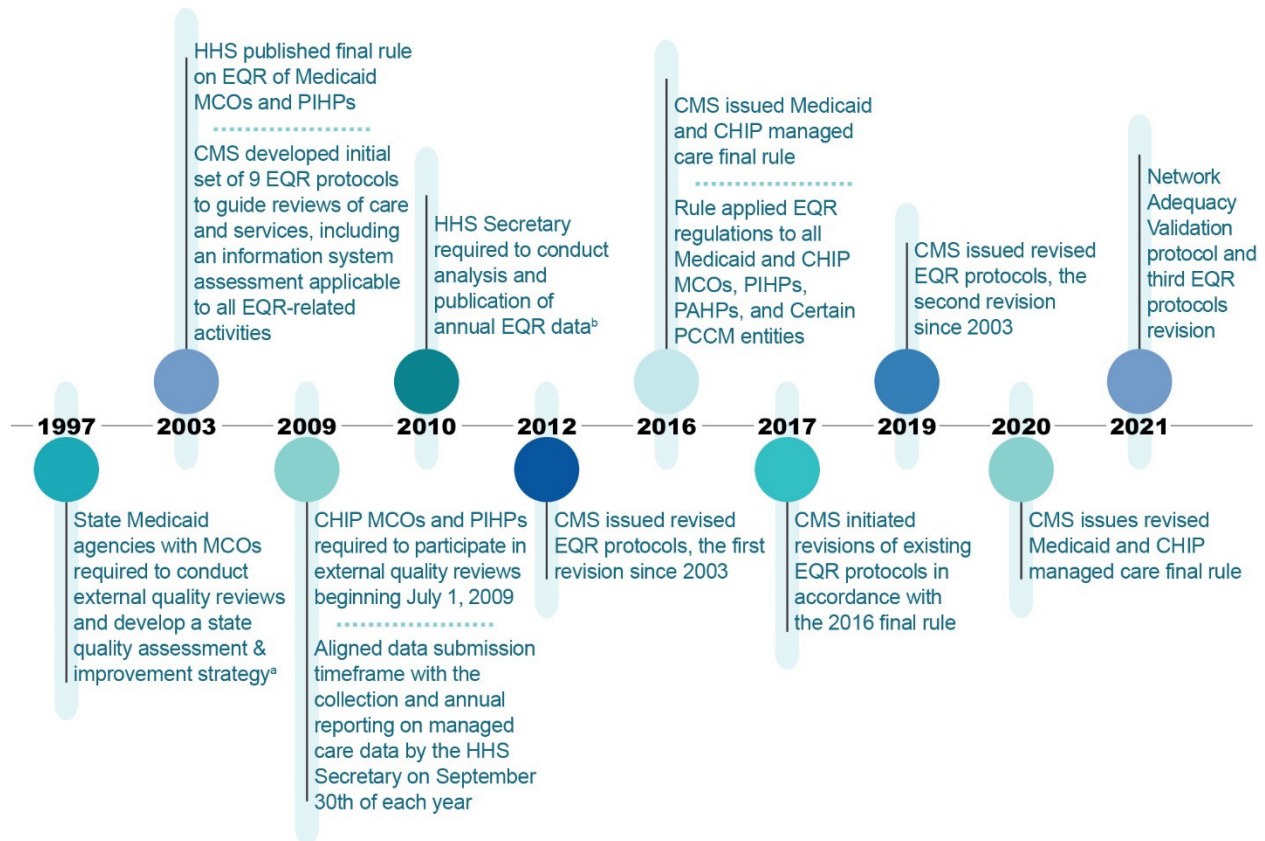 HHS published final rule
on EQR of Medicaid
MCOs and PIHPs
CMS developed initial
set of 9 EQR protocols
to guide reviews of care
and services, including
an information system
assessment applicable
to all EQR-related
activities
HHS Secretary
required to conduct
analysis and
publication of
annual EQR dataᵇ
CMS issued Medicaid
and CHIP managed
care final rule
Rule applied EQR
regulations to all
Medicaid and CHIP
MCOs, PIHPs,
PAHPs, and Certain
PCCM entities
CMS issued revised
EQR protocols, the
second revision
since 2003
Network
Adequacy
Validation
protocol and
third EQR
protocols
revision
1997 2003 2009 2010 2012 2016 2017 2019 2020 2021
State Medicaid
agencies with MCOs
required to conduct
external quality reviews
and develop a state
quality assessment &
improvement strategyᵃ
CHIP MCOs and PIHPs
required to participate in
external quality reviews
beginning July 1, 2009
Aligned data submission
timeframe with the
collection and annual
reporting on managed
care data by the HHS
Secretary on September
30th of each year
CMS issued revised
EQR protocols, the first
revision since 2003
CMS initiated
revisions of existing
EQR protocols in
accordance with
the 2016 final rule
CMS issues revised
Medicaid and CHIP
managed care final rule